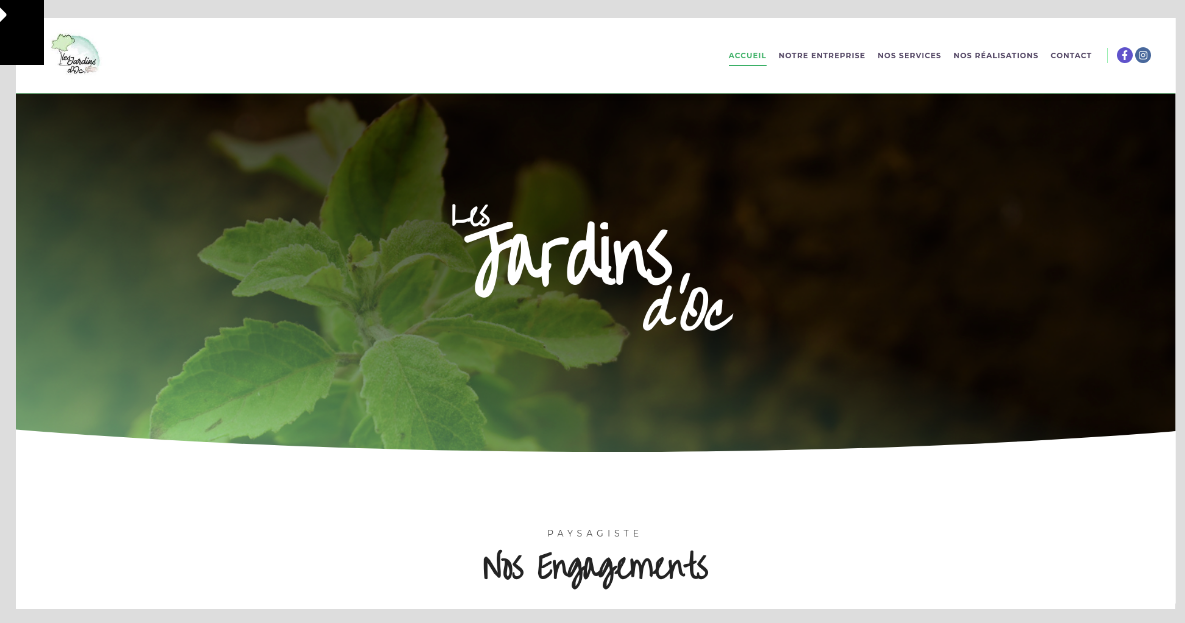 Les Jardins d'Oc
ACCUEIL NOTRE ENTREPRISE NOS SERVICES NOS RÉALISATIONS CONTACT
Les
Jardins
d'Oc
PAYSAGISTE
Nos Engagements